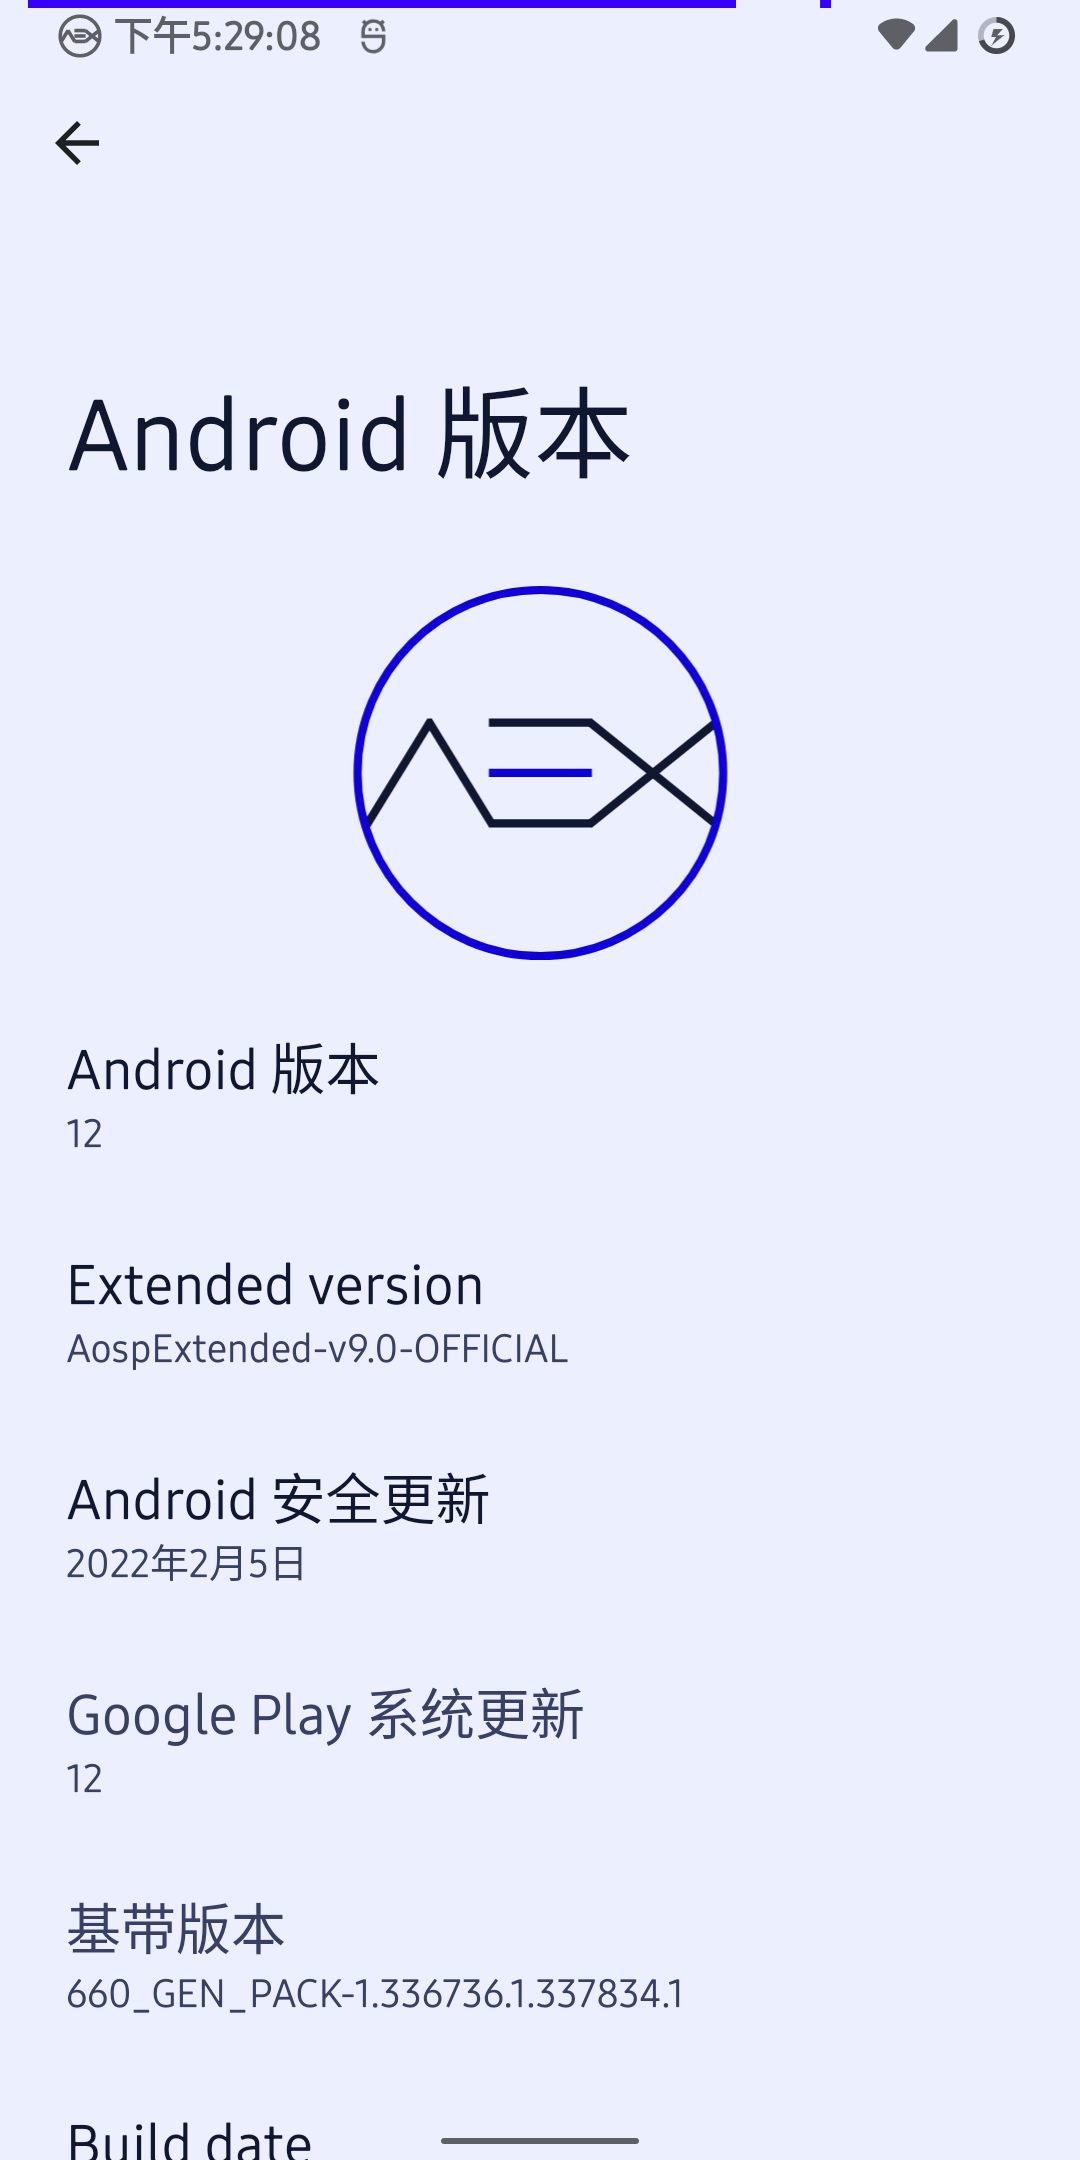 下午5:29:08
Android 版本
Android 版本
12
Extended version
AospExtended-v9.0-OFFICIAL
Android 安全更新
2022年2月5日
Google Play 系统更新
12
基带版本
660_GEN_PACK-1.336736.1.337834.1
Build date